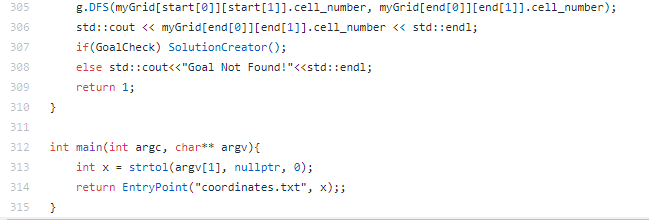 305 g.DFS(myGrid[start[0]][start[1]].cell_number, myGrid[end[0]][end[1]].cell_number);
306 std::cout << myGrid[end[0]][end[1]].cell_number << std::endl;
307 if(GoalCheck) SolutionCreator();
308 else std::cout<<"Goal Not Found!"<<std::endl;
309 return 1;
310 }
311
312 int main(int argc, char** argv){
313 int x = strtol(argv[1], nullptr, 0);
314 return EntryPoint("coordinates.txt", x);;
315 }